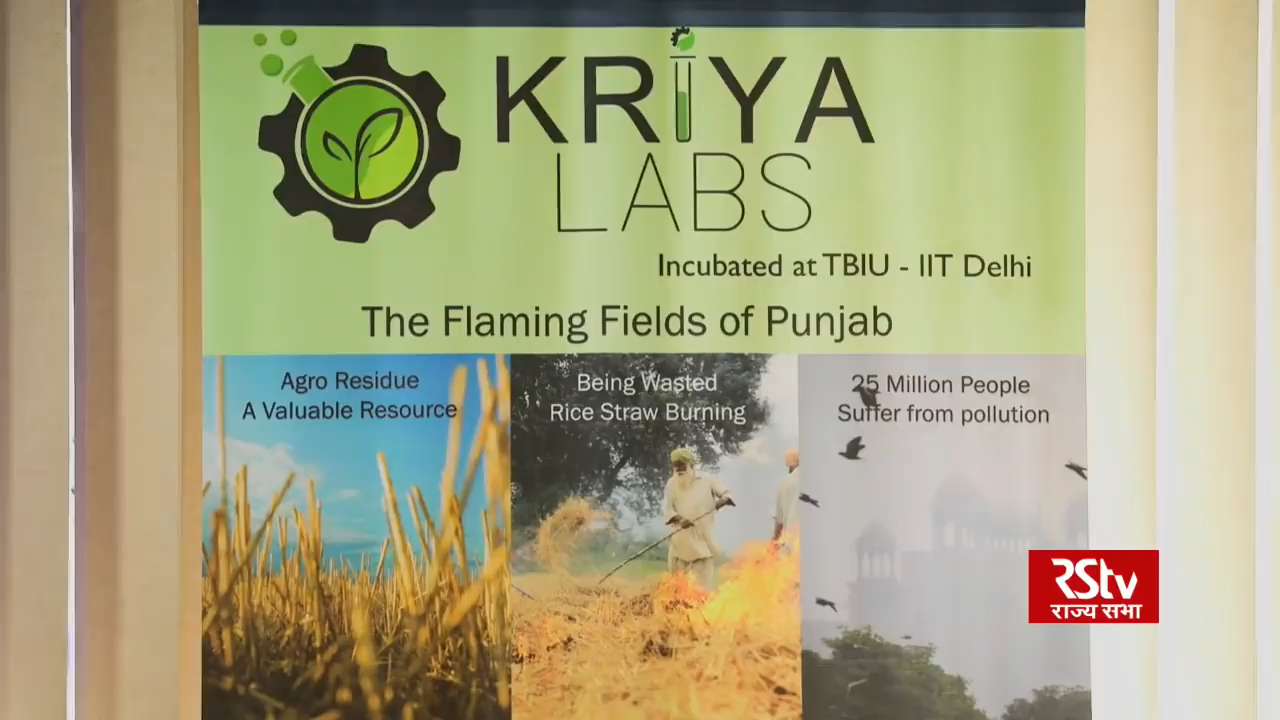 KRiYA
LABS
Incubated at TBIU - IIT Delhi
The Flaming Fields of Punjab
Agro Residue
A Valuable Resource
Being Wasted
Rice Straw Burning
25 Million People
Suffer from pollution
RStv
राज्य सभा